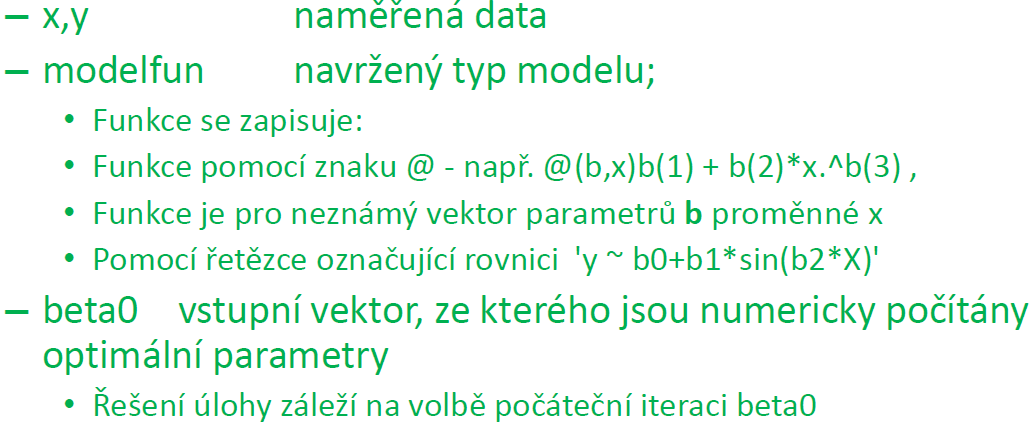 – x,y naměřená data
– modelfun navržený typ modelu;
• Funkce se zapisuje:
• Funkce pomocí znaku @ - např. @(b,x)b(1) + b(2)*x.^b(3) ,
• Funkce je pro neznámý vektor parametrů b proměnné x
• Pomocí řetězce označující rovnici 'y ~ b0+b1*sin(b2*X)'
– beta0 vstupní vektor, ze kterého jsou numericky počítány
optimální parametry
• Řešení úlohy záleží na volbě počáteční iteraci beta0